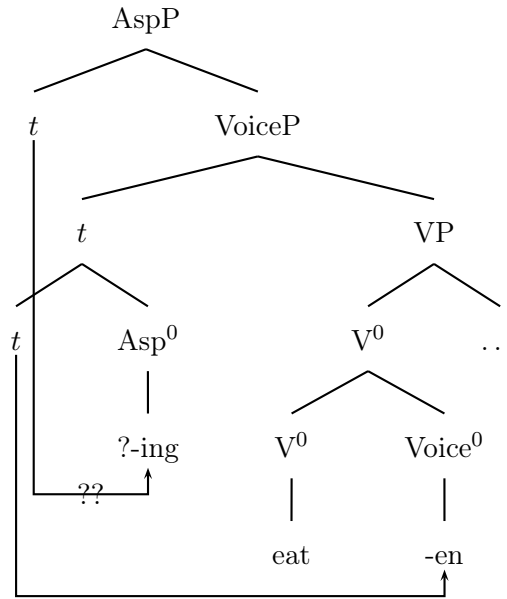 AspP
t VoiceP
t VP
t Asp⁰ V⁰ ..
?-ing V⁰ Voice⁰
??
eat -en